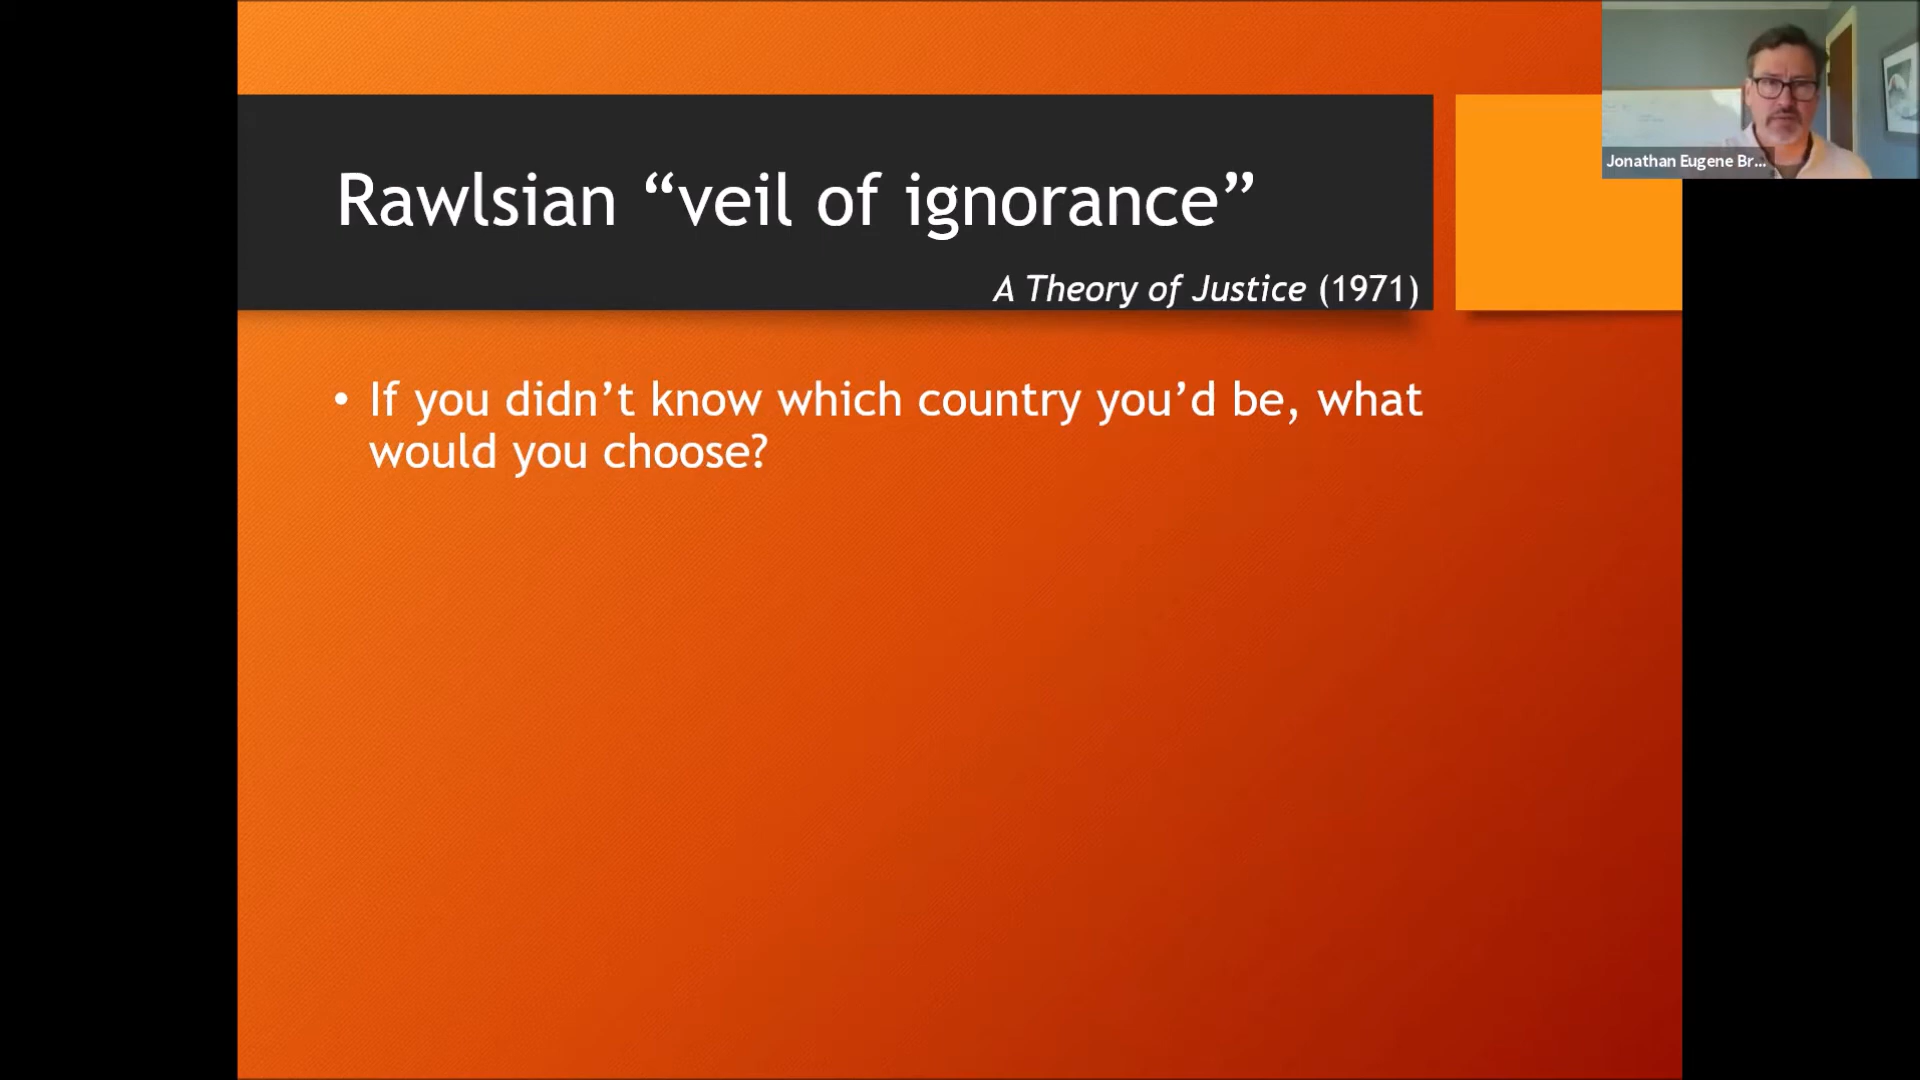 Rawlsian “veil of ignorance”
A Theory of Justice (1971)
• If you didn’t know which country you’d be, what
would you choose?
Jonathan Eugene Br...